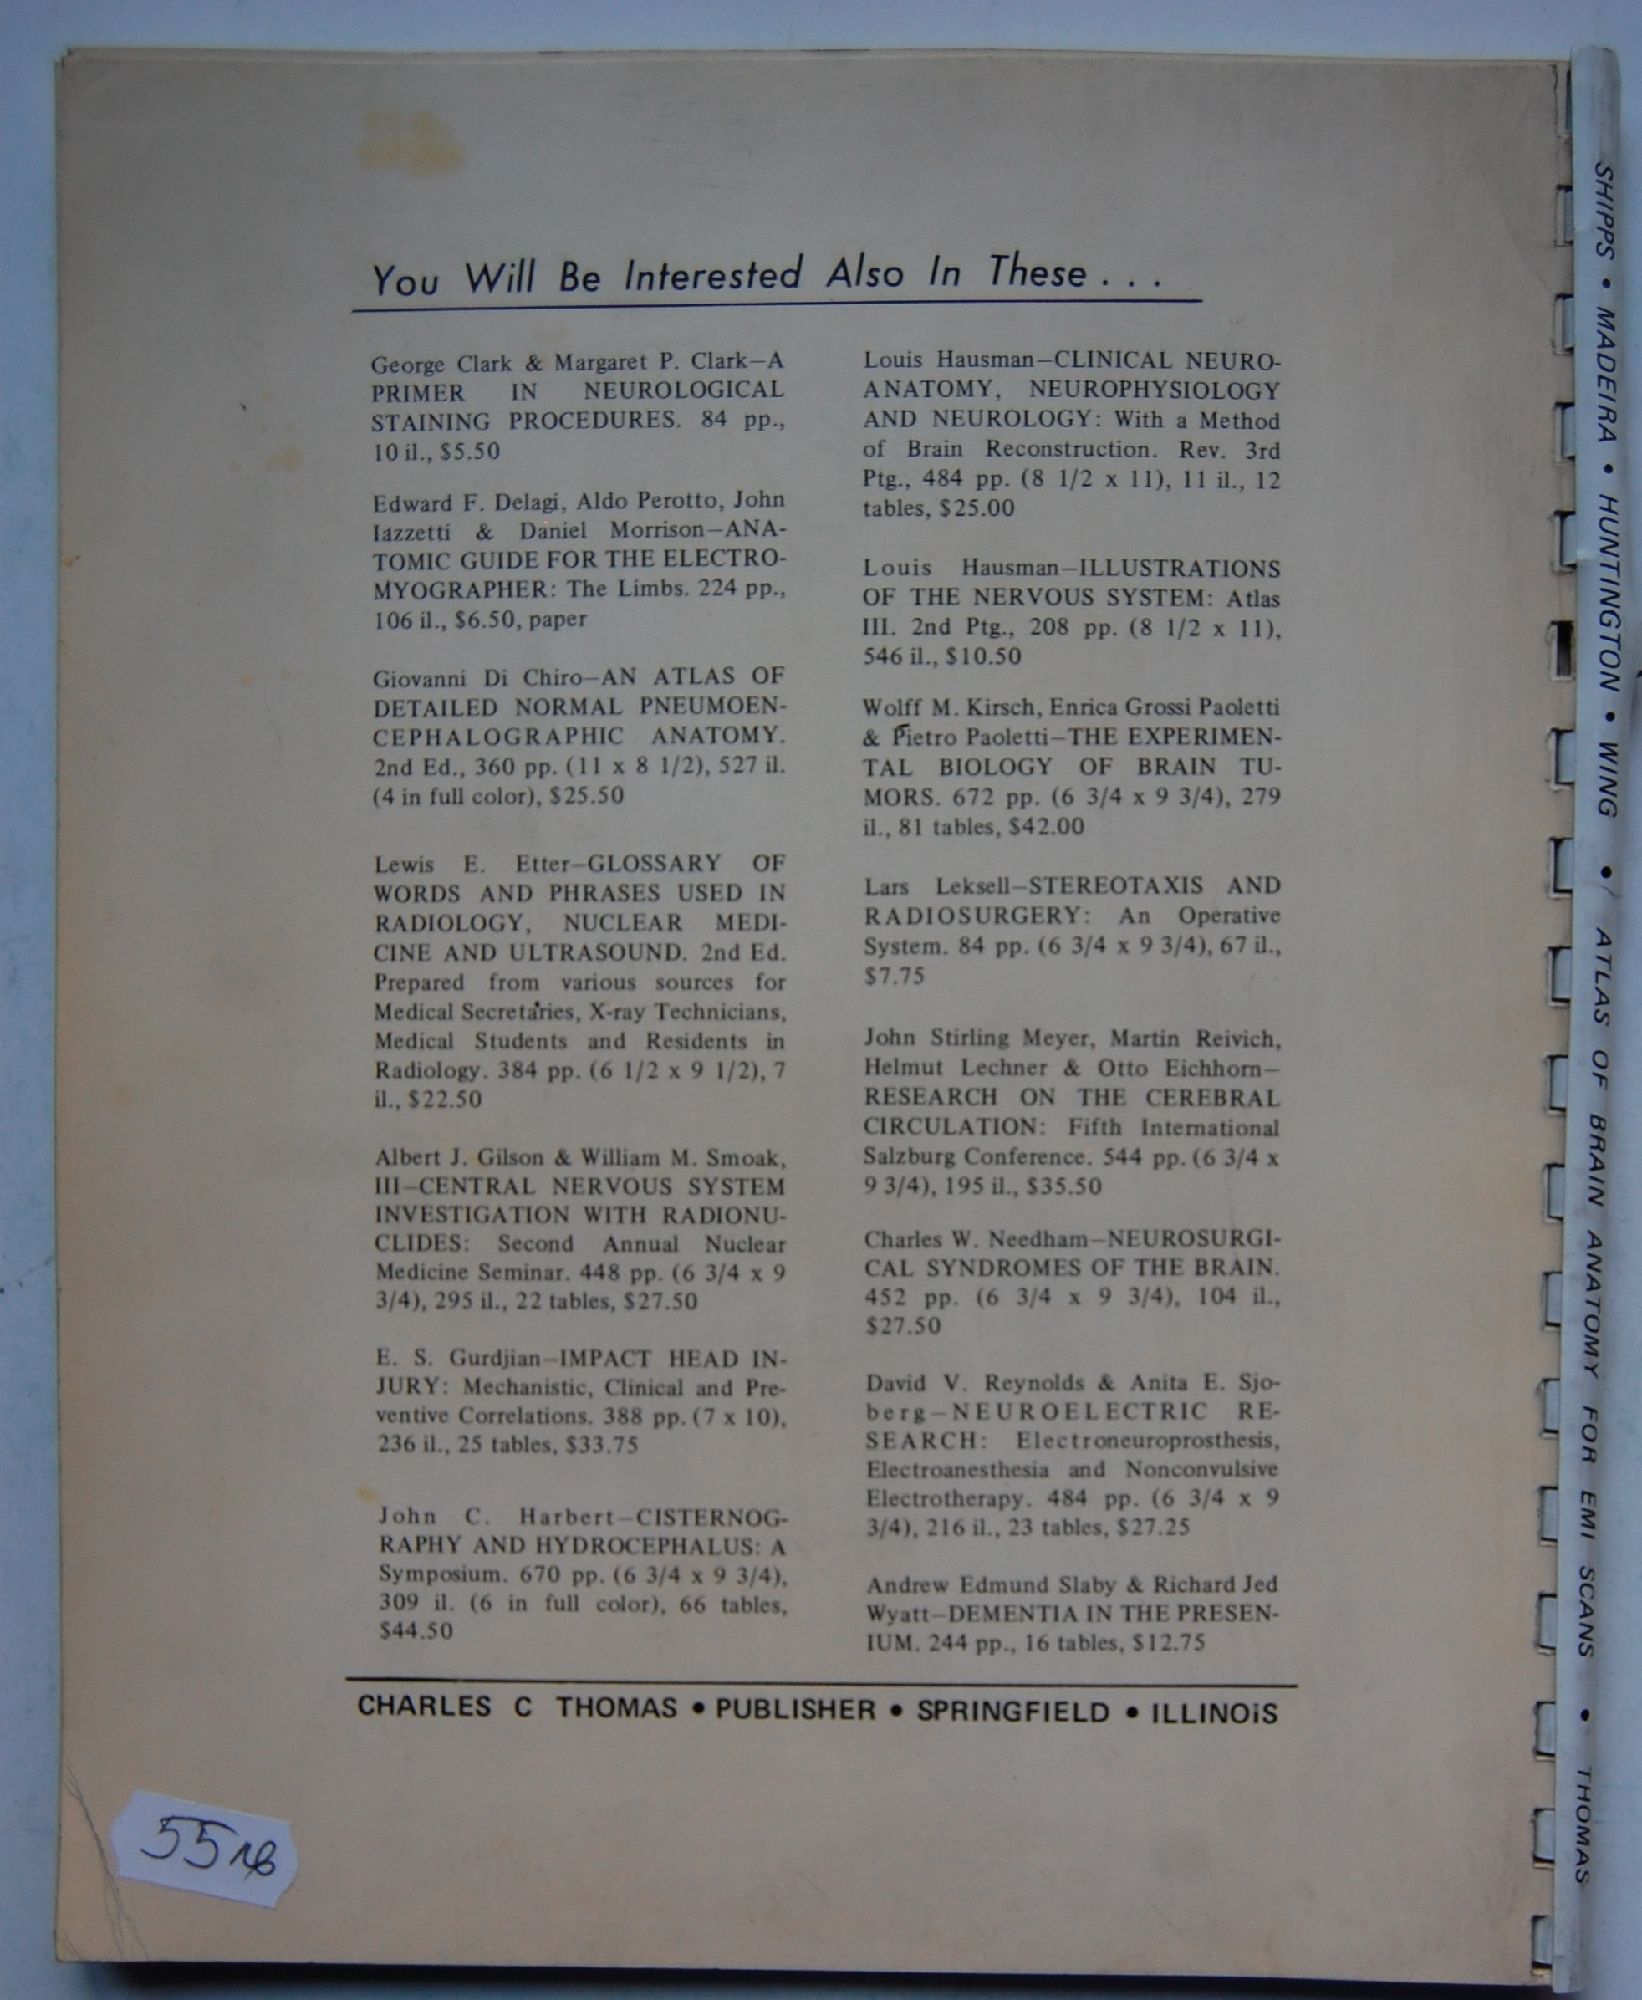 You Will Be Interested Also In These . . .
George Clark & Margaret P. Clark—A
PRIMER IN NEUROLOGICAL
STAINING PROCEDURES. 84 pp.,
10 il., $5.50
Edward F. Delagi, Aldo Perotto, John
Iazzetti & Daniel Morrison—ANA-
TOMIC GUIDE FOR THE ELECTRO-
MYOGRAPHER: The Limbs. 224 pp.,
106 il., $6.50, paper
Giovanni Di Chiro—AN ATLAS OF
DETAILED NORMAL PNEUMOEN-
CEPHALOGRAPHIC ANATOMY.
2nd Ed., 360 pp. (11 x 8 1/2), 527 il.
(4 in full color), $25.50
Lewis E. Etter—GLOSSARY OF
WORDS AND PHRASES USED IN
RADIOLOGY, NUCLEAR MEDI-
CINE AND ULTRASOUND. 2nd Ed.
Prepared from various sources for
Medical Secretaries, X-ray Technicians,
Medical Students and Residents in
Radiology. 384 pp. (6 1/2 x 9 1/2), 7
il., $22.50
Albert J. Gilson & William M. Smoak,
III—CENTRAL NERVOUS SYSTEM
INVESTIGATION WITH RADIONU-
CLIDES: Second Annual Nuclear
Medicine Seminar. 448 pp. (6 3/4 x 9
3/4), 295 il., 22 tables, $27.50
E. S. Gurdjian—IMPACT HEAD IN-
JURY: Mechanistic, Clinical and Pre-
ventive Correlations. 388 pp. (7 x 10),
236 il., 25 tables, $33.75
John C. Harbert—CISTERNOG-
RAPHY AND HYDROCEPHALUS: A
Symposium. 670 pp. (6 3/4 x 9 3/4),
309 il. (6 in full color), 66 tables,
$44.50
Louis Hausman—CLINICAL NEURO-
ANATOMY, NEUROPHYSIOLOGY
AND NEUROLOGY: With a Method
of Brain Reconstruction. Rev. 3rd
Ptg., 484 pp. (8 1/2 x 11), 11 il., 12
tables, $25.00
Louis Hausman—ILLUSTRATIONS
OF THE NERVOUS SYSTEM: Atlas
III. 2nd Ptg., 208 pp. (8 1/2 x 11),
546 il., $10.50
Wolff M. Kirsch, Enrica Grossi Paoletti
& Pietro Paoletti—THE EXPERIMEN-
TAL BIOLOGY OF BRAIN TU-
MORS. 672 pp. (6 3/4 x 9 3/4), 279
il., 81 tables, $42.00
Lars Leksell—STEREOTAXIS AND
RADIOSURGERY: An Operative
System. 84 pp. (6 3/4 x 9 3/4), 67 il.,
$7.75
John Stirling Meyer, Martin Reivich,
Helmut Lechner & Otto Eichhorn—
RESEARCH ON THE CEREBRAL
CIRCULATION: Fifth International
Salzburg Conference. 544 pp. (6 3/4 x
9 3/4), 195 il., $35.50
Charles W. Needham—NEUROSURGI-
CAL SYNDROMES OF THE BRAIN.
452 pp. (6 3/4 x 9 3/4), 104 il.,
$27.50
David V. Reynolds & Anita E. Sjo-
berg—NEUROELECTRIC RE-
SEARCH: Electroneuroprosthesis,
Electroanesthesia and Nonconvulsive
Electrotherapy. 484 pp. (6 3/4 x 9
3/4), 216 il., 23 tables, $27.25
Andrew Edmund Slaby & Richard Jed
Wyatt—DEMENTIA IN THE PRESEN-
IUM. 244 pp., 16 tables, $12.75
CHARLES C THOMAS • PUBLISHER • SPRINGFIELD • ILLINOiS
55 лв
SHIPPS • MADEIRA • HUNTINGTON • WING • ATLAS OF BRAIN ANATOMY FOR EMI SCANS • THOMAS